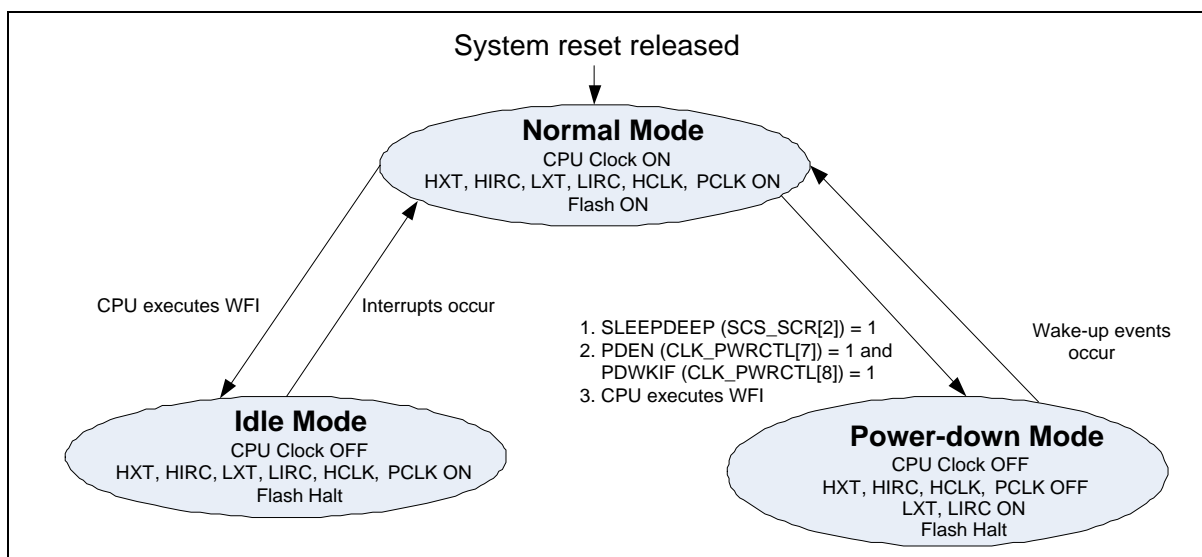 System reset released
Normal Mode
CPU Clock ON
HXT, HIRC, LXT, LIRC, HCLK, PCLK ON
Flash ON
CPU executes WFI
Interrupts occur
1. SLEEPDEEP (SCS_SCR[2]) = 1
2. PDEN (CLK_PWRCTL[7]) = 1 and
PDWKIF (CLK_PWRCTL[8]) = 1
3. CPU executes WFI
Wake-up events
occur
Idle Mode
CPU Clock OFF
HXT, HIRC, LXT, LIRC, HCLK, PCLK ON
Flash Halt
Power-down Mode
CPU Clock OFF
HXT, HIRC, HCLK, PCLK OFF
LXT, LIRC ON
Flash Halt